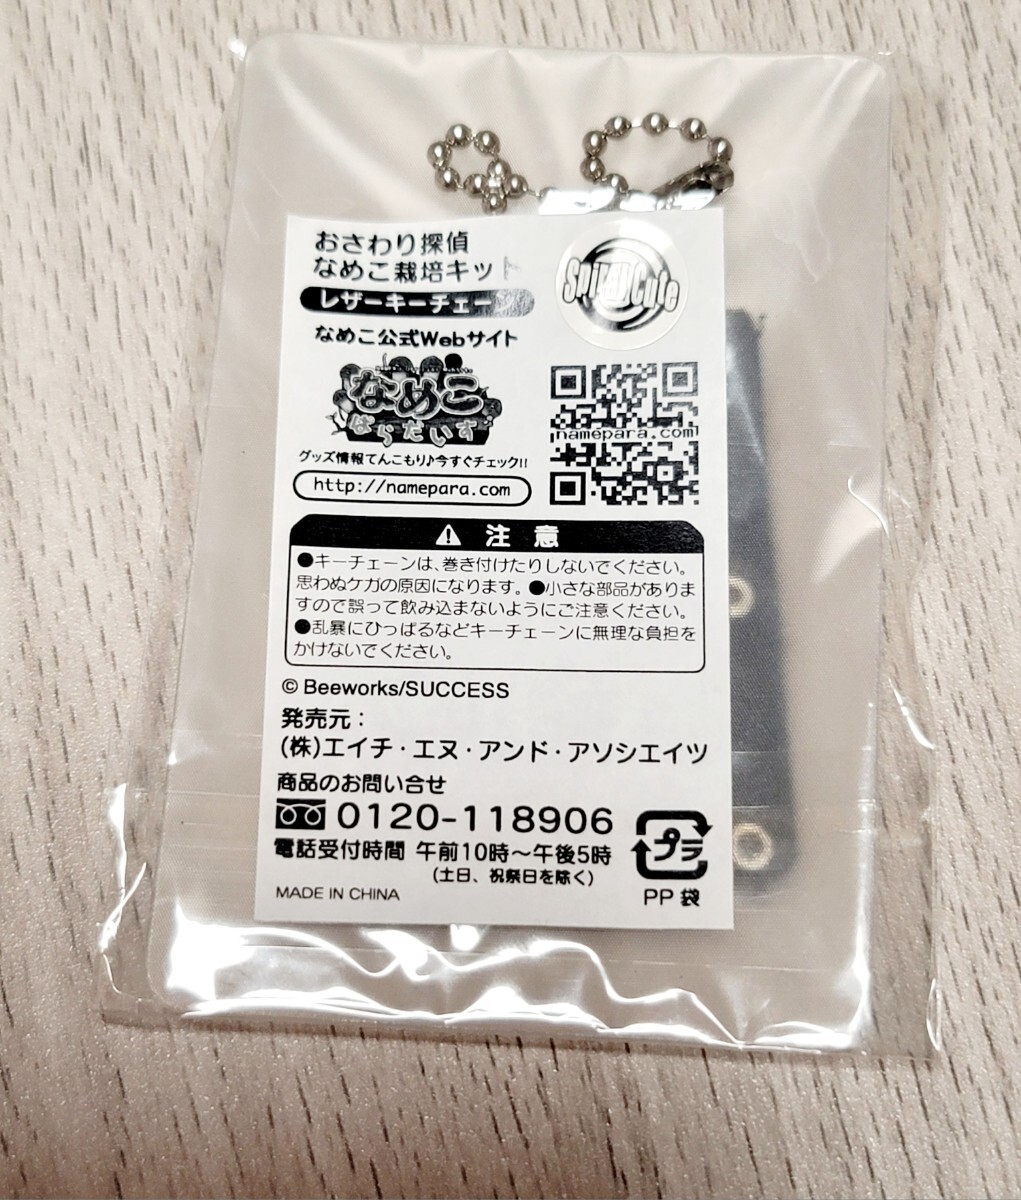 おさわり探偵
なめこ栽培キット
レザーキーチェーン
SpiralCute
なめこ公式Webサイト
なめこ
ぱらだいす
namepara.com
グッズ情報てんこもり♪今すぐチェック!!
http://namepara.com
注意
●キーチェーンは、巻き付けたりしないでください。
思わぬケガの原因になります。●小さな部品がありま
すので誤って飲み込まないようにご注意ください。
●乱暴にひっぱるなどキーチェーンに無理な負担を
かけないでください。
© Beeworks/SUCCESS
発売元：
(株)エイチ・エヌ・アンド・アソシエイツ
商品のお問い合せ
0120-118906
電話受付時間 午前10時～午後5時
(土日、祝祭日を除く)
MADE IN CHINA
プラ
PP 袋